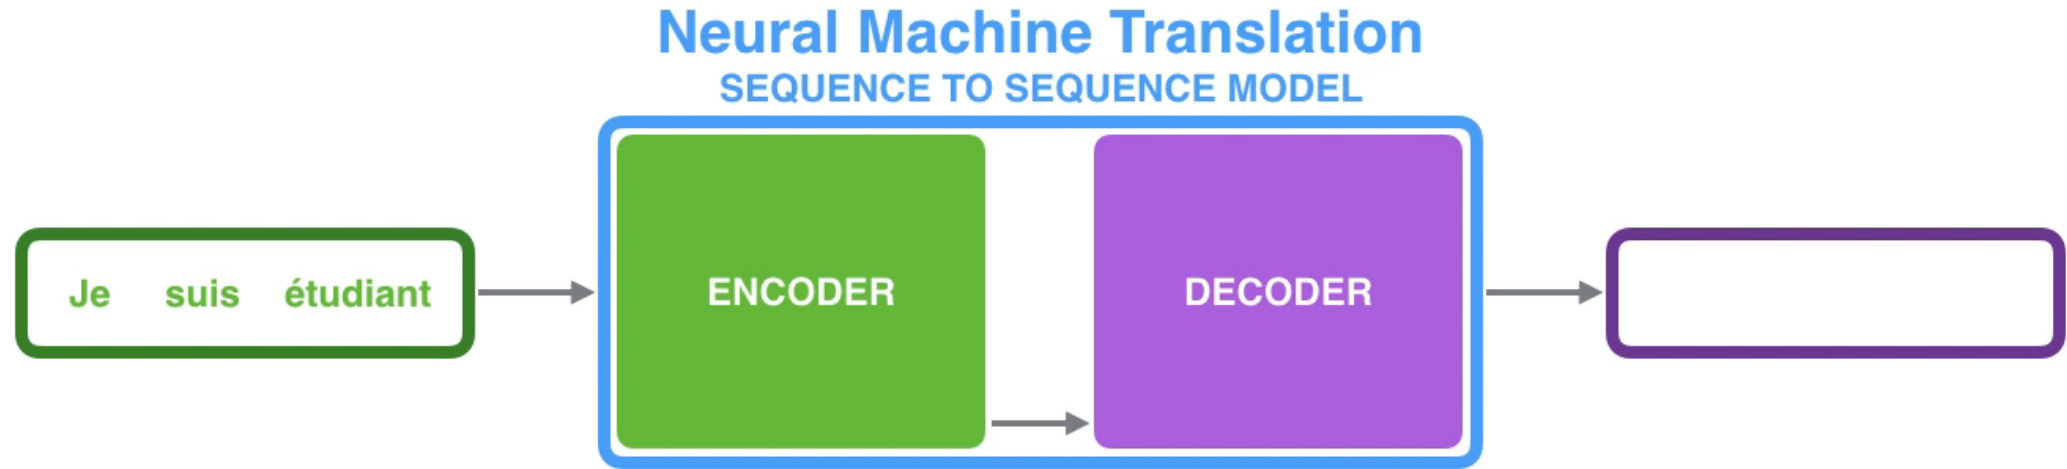 Neural Machine Translation
SEQUENCE TO SEQUENCE MODEL
Je suis étudiant
ENCODER
DECODER